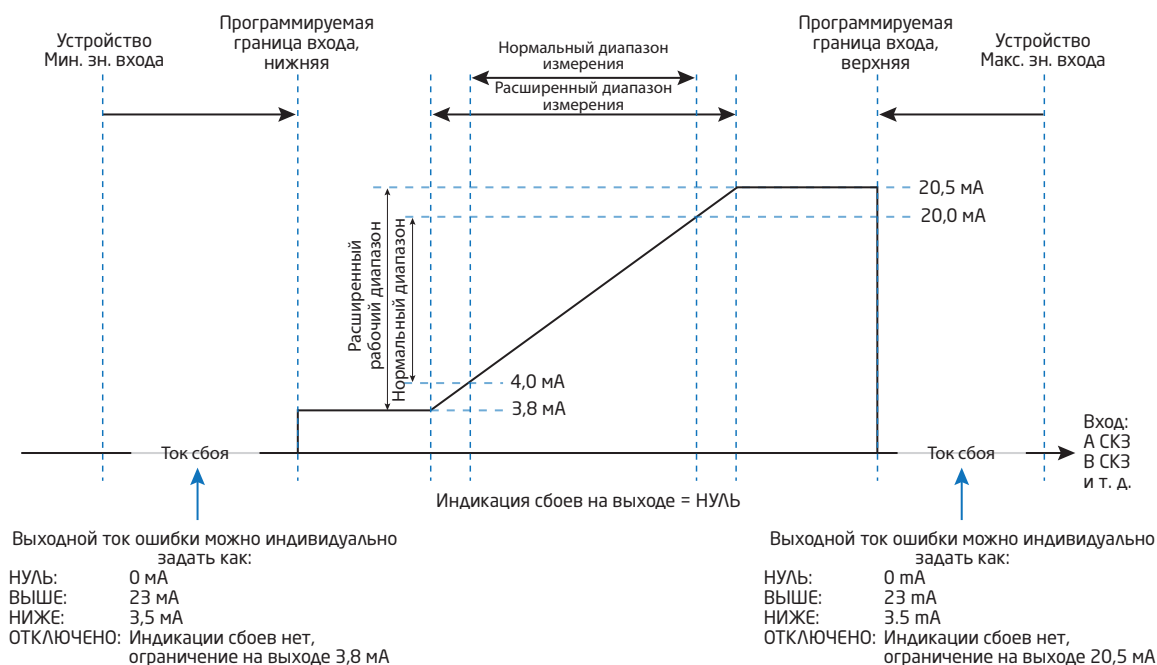 Устройство
Мин. зн. входа
Программируемая
граница входа,
нижняя
Нормальный диапазон
измерения
Расширенный диапазон
измерения
Программируемая
граница входа,
верхняя
Устройство
Макс. зн. входа
20,5 мА
20,0 мА
Расширенный
рабочий диапазон
Нормальный диапазон
4,0 мА
3,8 мА
Ток сбоя
Ток сбоя
Вход:
А СКЗ
В СКЗ
и т. д.
Индикация сбоев на выходе = НУЛЬ
Выходной ток ошибки можно индивидуально
задать как:
НУЛЬ: 0 мА
ВЫШЕ: 23 мА
НИЖЕ: 3,5 мА
ОТКЛЮЧЕНО: Индикации сбоев нет,
ограничение на выходе 3,8 мА
Выходной ток ошибки можно индивидуально
задать как:
НУЛЬ: 0 mA
ВЫШЕ: 23 mA
НИЖЕ: 3.5 mA
ОТКЛЮЧЕНО: Индикации сбоев нет,
ограничение на выходе 20,5 мА